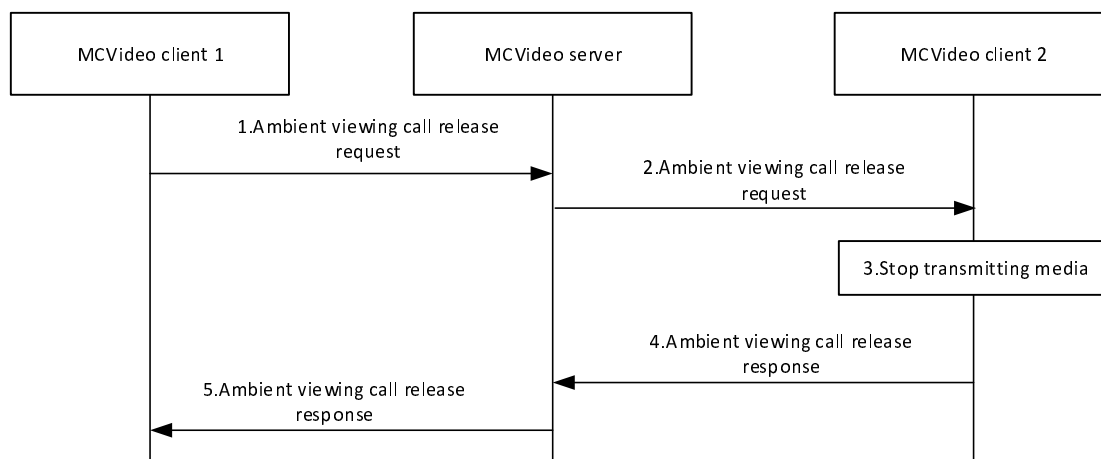 MCVideo client 1
MCVideo server
MCVideo client 2
1.Ambient viewing call release
request
2.Ambient viewing call release
request
3.Stop transmitting media
4.Ambient viewing call release
response
5.Ambient viewing call release
response